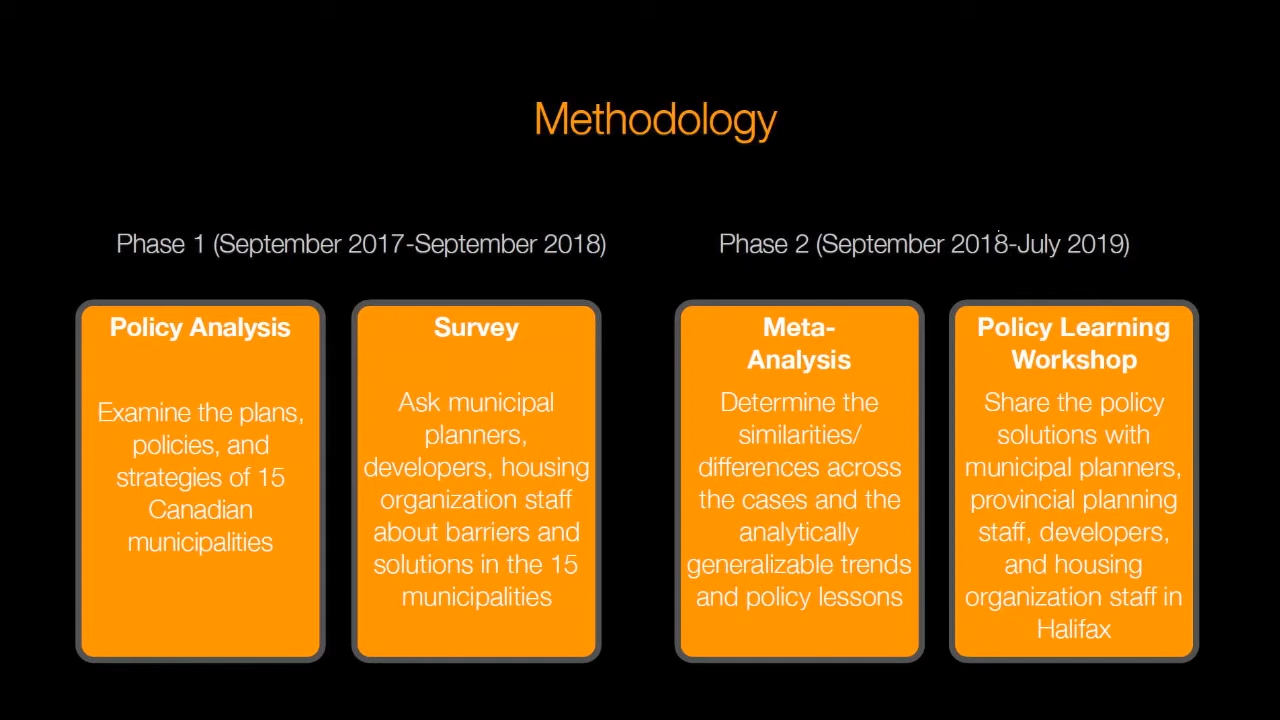 Methodology
Phase 1 (September 2017-September 2018)
Phase 2 (September 2018-July 2019)
Policy Analysis
Examine the plans,
policies, and
strategies of 15
Canadian
municipalities
Survey
Ask municipal
planners,
developers, housing
organization staff
about barriers and
solutions in the 15
municipalities
Meta-
Analysis
Determine the
similarities/
differences across
the cases and the
analytically
generalizable trends
and policy lessons
Policy Learning
Workshop
Share the policy
solutions with
municipal planners,
provincial planning
staff, developers,
and housing
organization staff in
Halifax